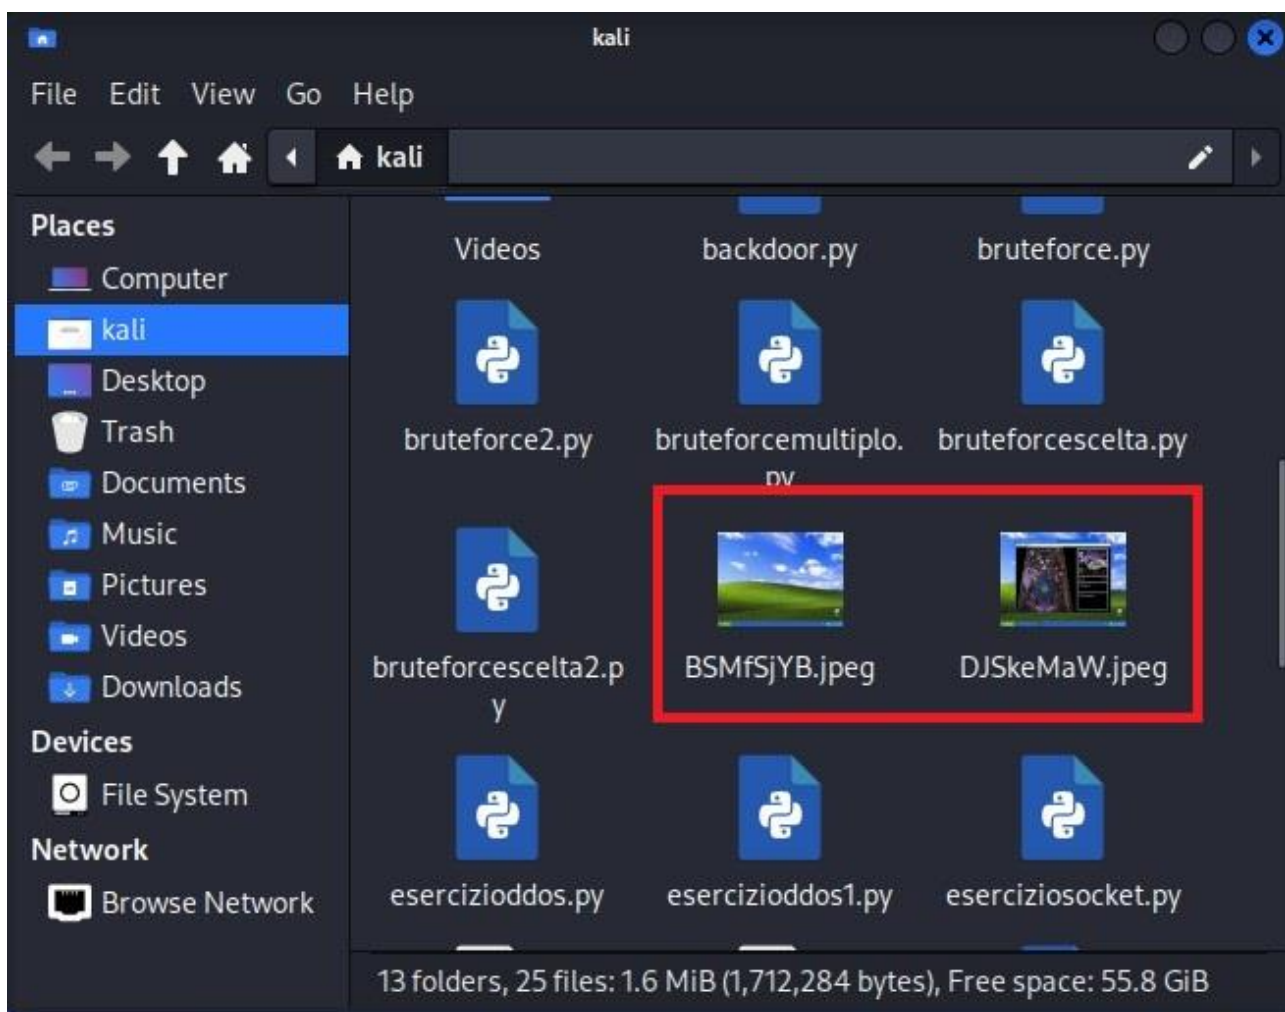 kali
File Edit View Go Help
kali
Places
Computer
kali
Desktop
Trash
Documents
Music
Pictures
Videos
Downloads
Devices
File System
Network
Browse Network
Videos
backdoor.py
bruteforce.py
bruteforce2.py
bruteforcemultiplo.
py
bruteforcescelta.py
bruteforcescelta2.p
y
BSMfSjYB.jpeg
DJSkeMaW.jpeg
esercizioddos.py
esercizioddos1.py
eserciziosocket.py
13 folders, 25 files: 1.6 MiB (1,712,284 bytes), Free space: 55.8 GiB